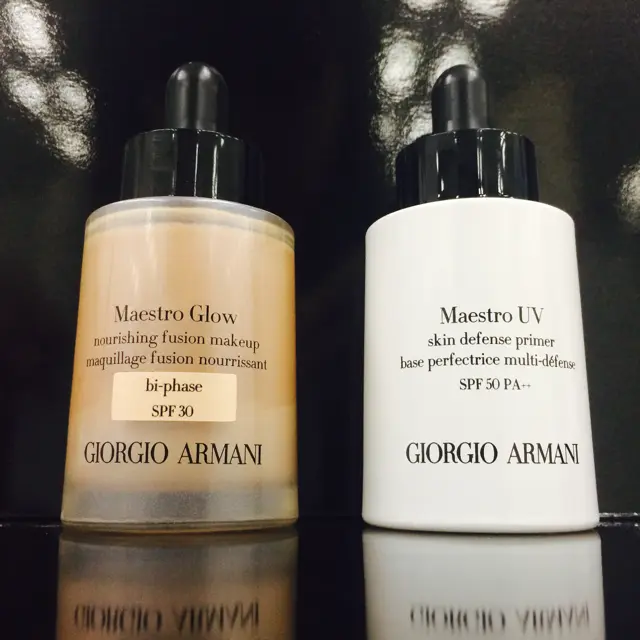 Maestro Glow
nourishing fusion makeup
maquillage fusion nourrissant
bi-phase
SPF 30
GIORGIO ARMANI
Maestro UV
skin defense primer
base perfectrice multi-défense
SPF 50 PA++
GIORGIO ARMANI